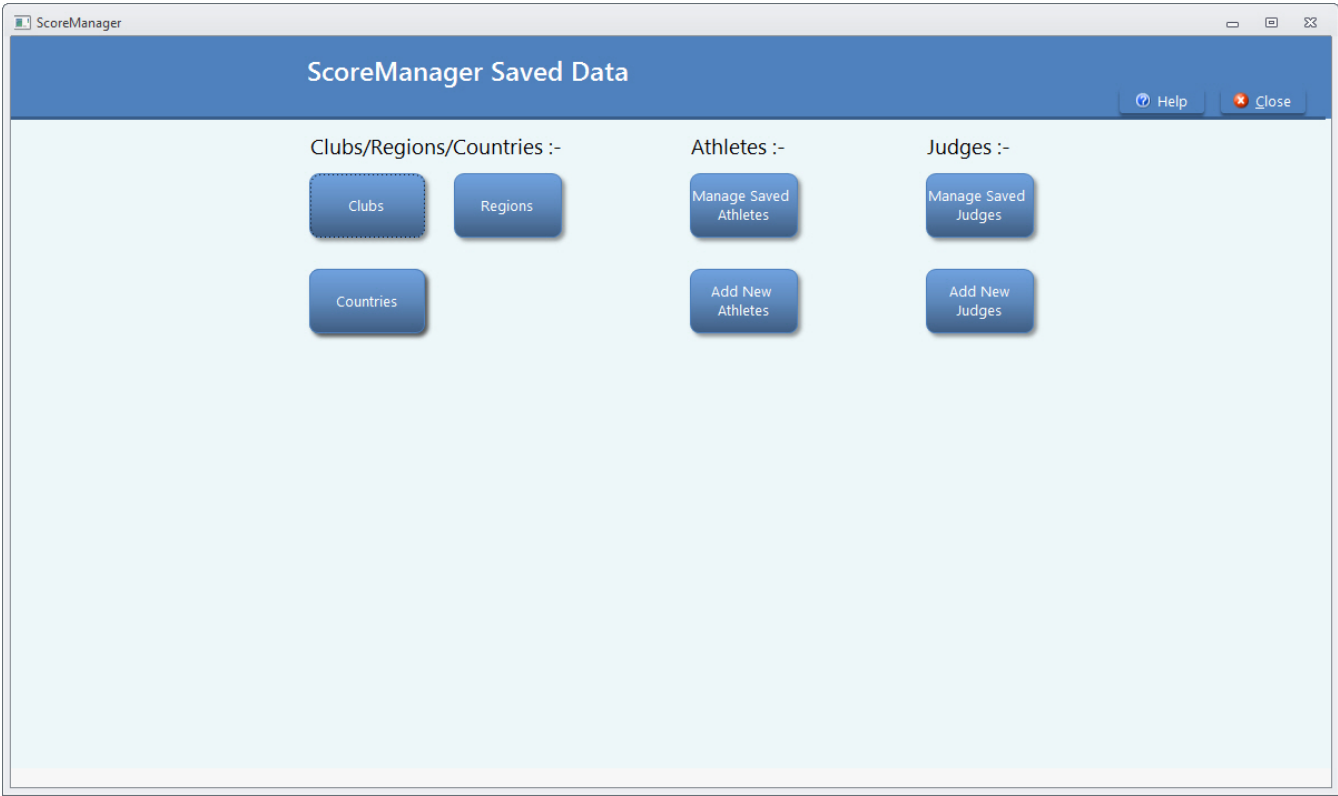 ScoreManager
ScoreManager Saved Data
Help
Close
Clubs/Regions/Countries :-
Athletes :-
Judges :-
Clubs
Regions
Manage Saved
Athletes
Manage Saved
Judges
Countries
Add New
Athletes
Add New
Judges